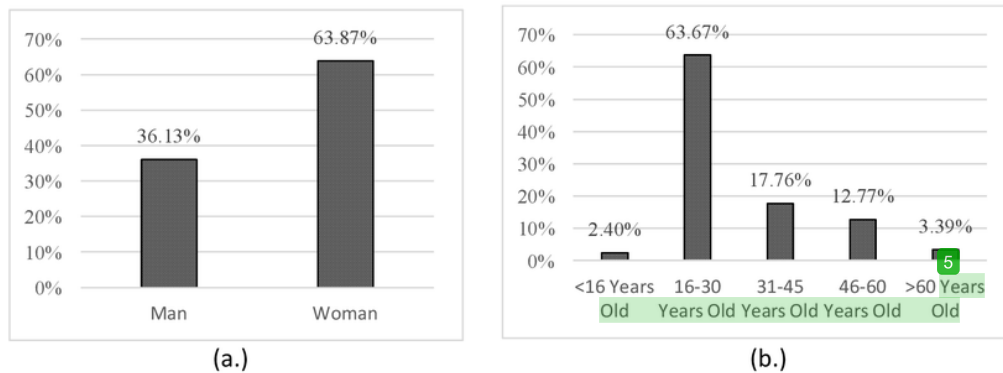 70%
63.87%
60%
50%
40%
36.13%
30%
20%
10%
0%
Man
Woman
(a.)
70%
63.67%
60%
50%
40%
30%
20%
17.76%
12.77%
10%
2.40%
3.39%
0%
5
<16 Years Old
16-30 Years Old
31-45 Years Old
46-60 Years Old
>60 Years Old
(b.)